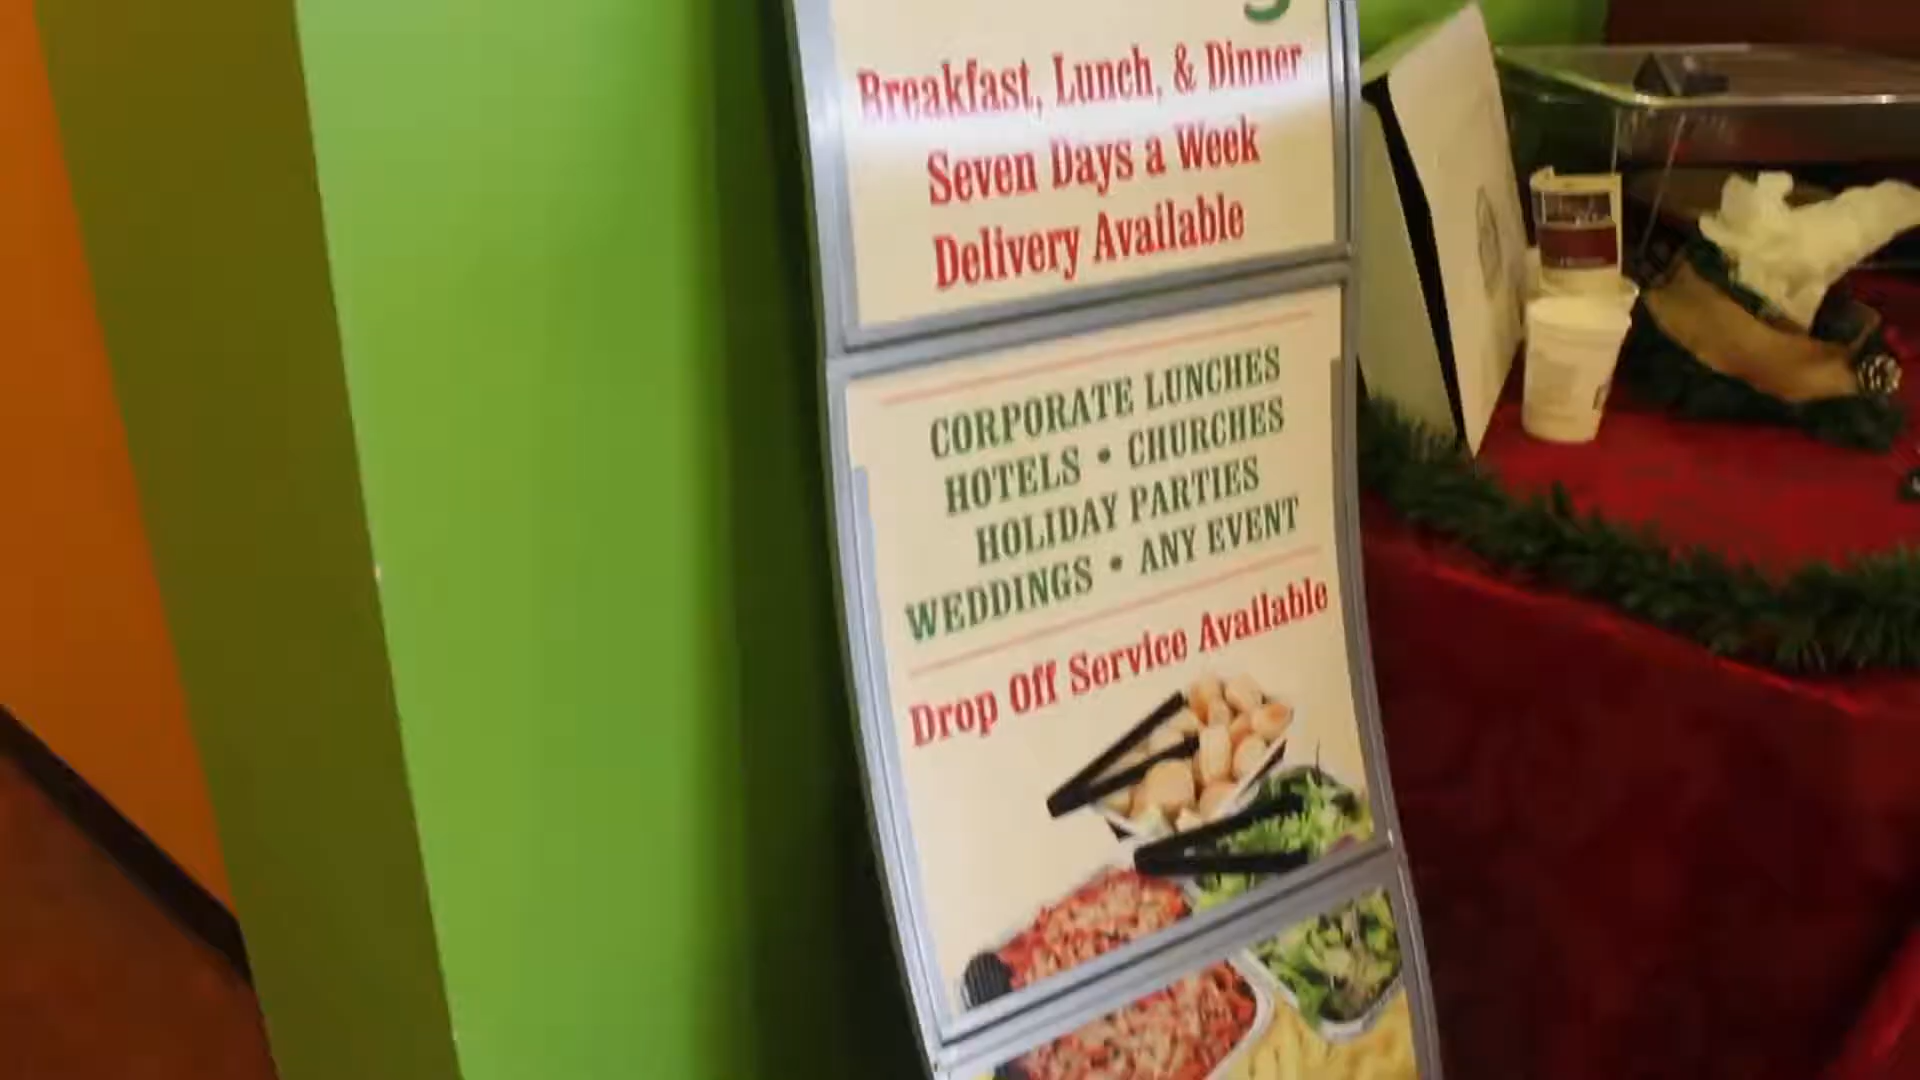 Breakfast, Lunch, & Dinner
Seven Days a Week
Delivery Available
CORPORATE LUNCHES
HOTELS • CHURCHES
HOLIDAY PARTIES
WEDDINGS • ANY EVENT
Drop Off Service Available